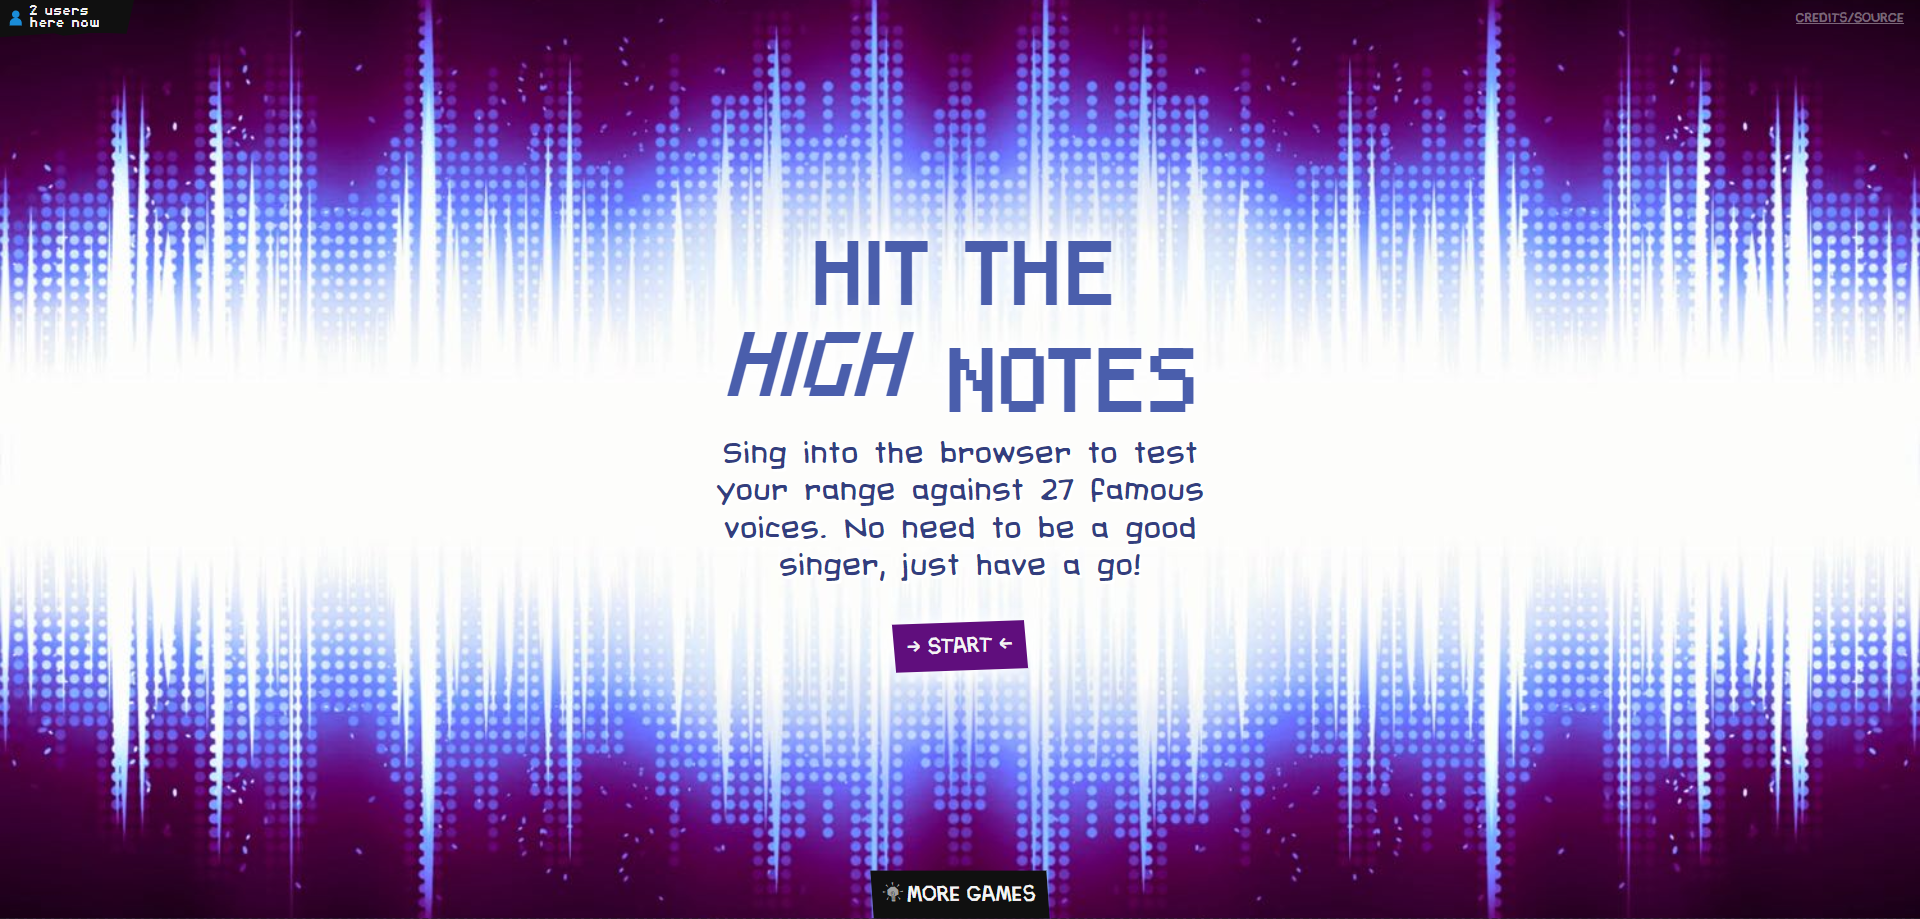 2 users
here now
CREDITS/SOURCE
HIT THE
HIGH NOTES
Sing into the browser to test
your range against 27 famous
voices. No need to be a good
singer, just have a go!
→ START ←
MORE GAMES